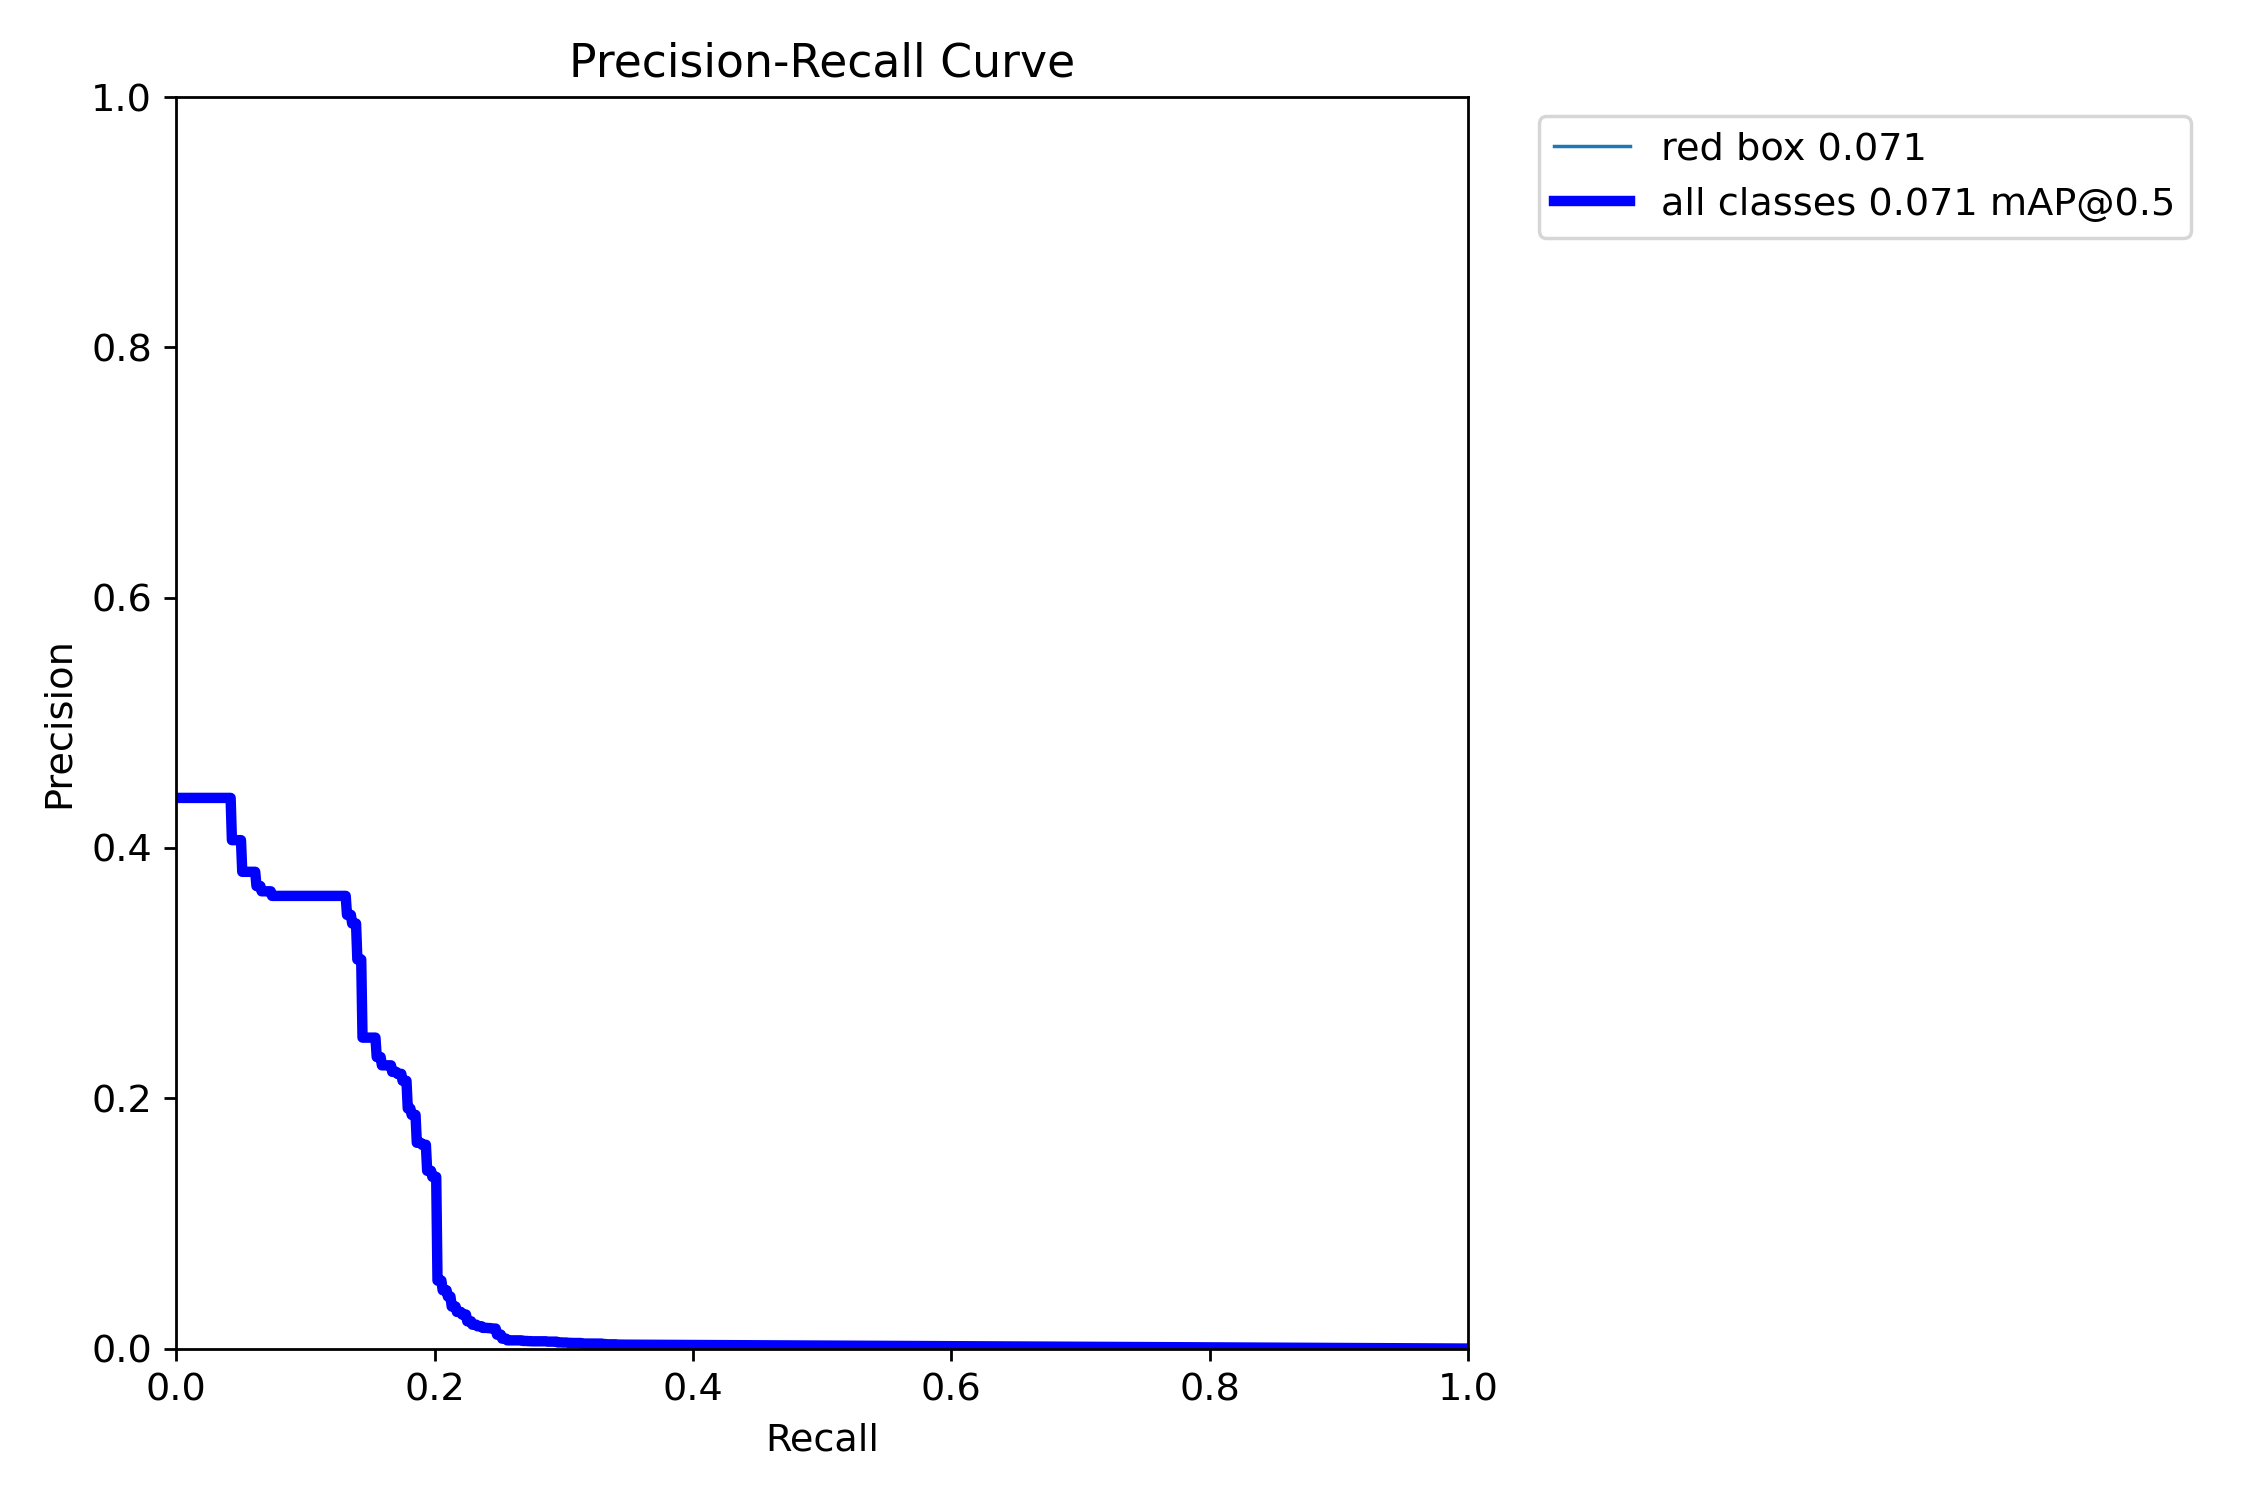 Precision-Recall Curve
1.0
0.8
0.6
0.4
0.2
0.0
Precision
0.0 0.2 0.4 0.6 0.8 1.0
Recall
red box 0.071
all classes 0.071 mAP@0.5